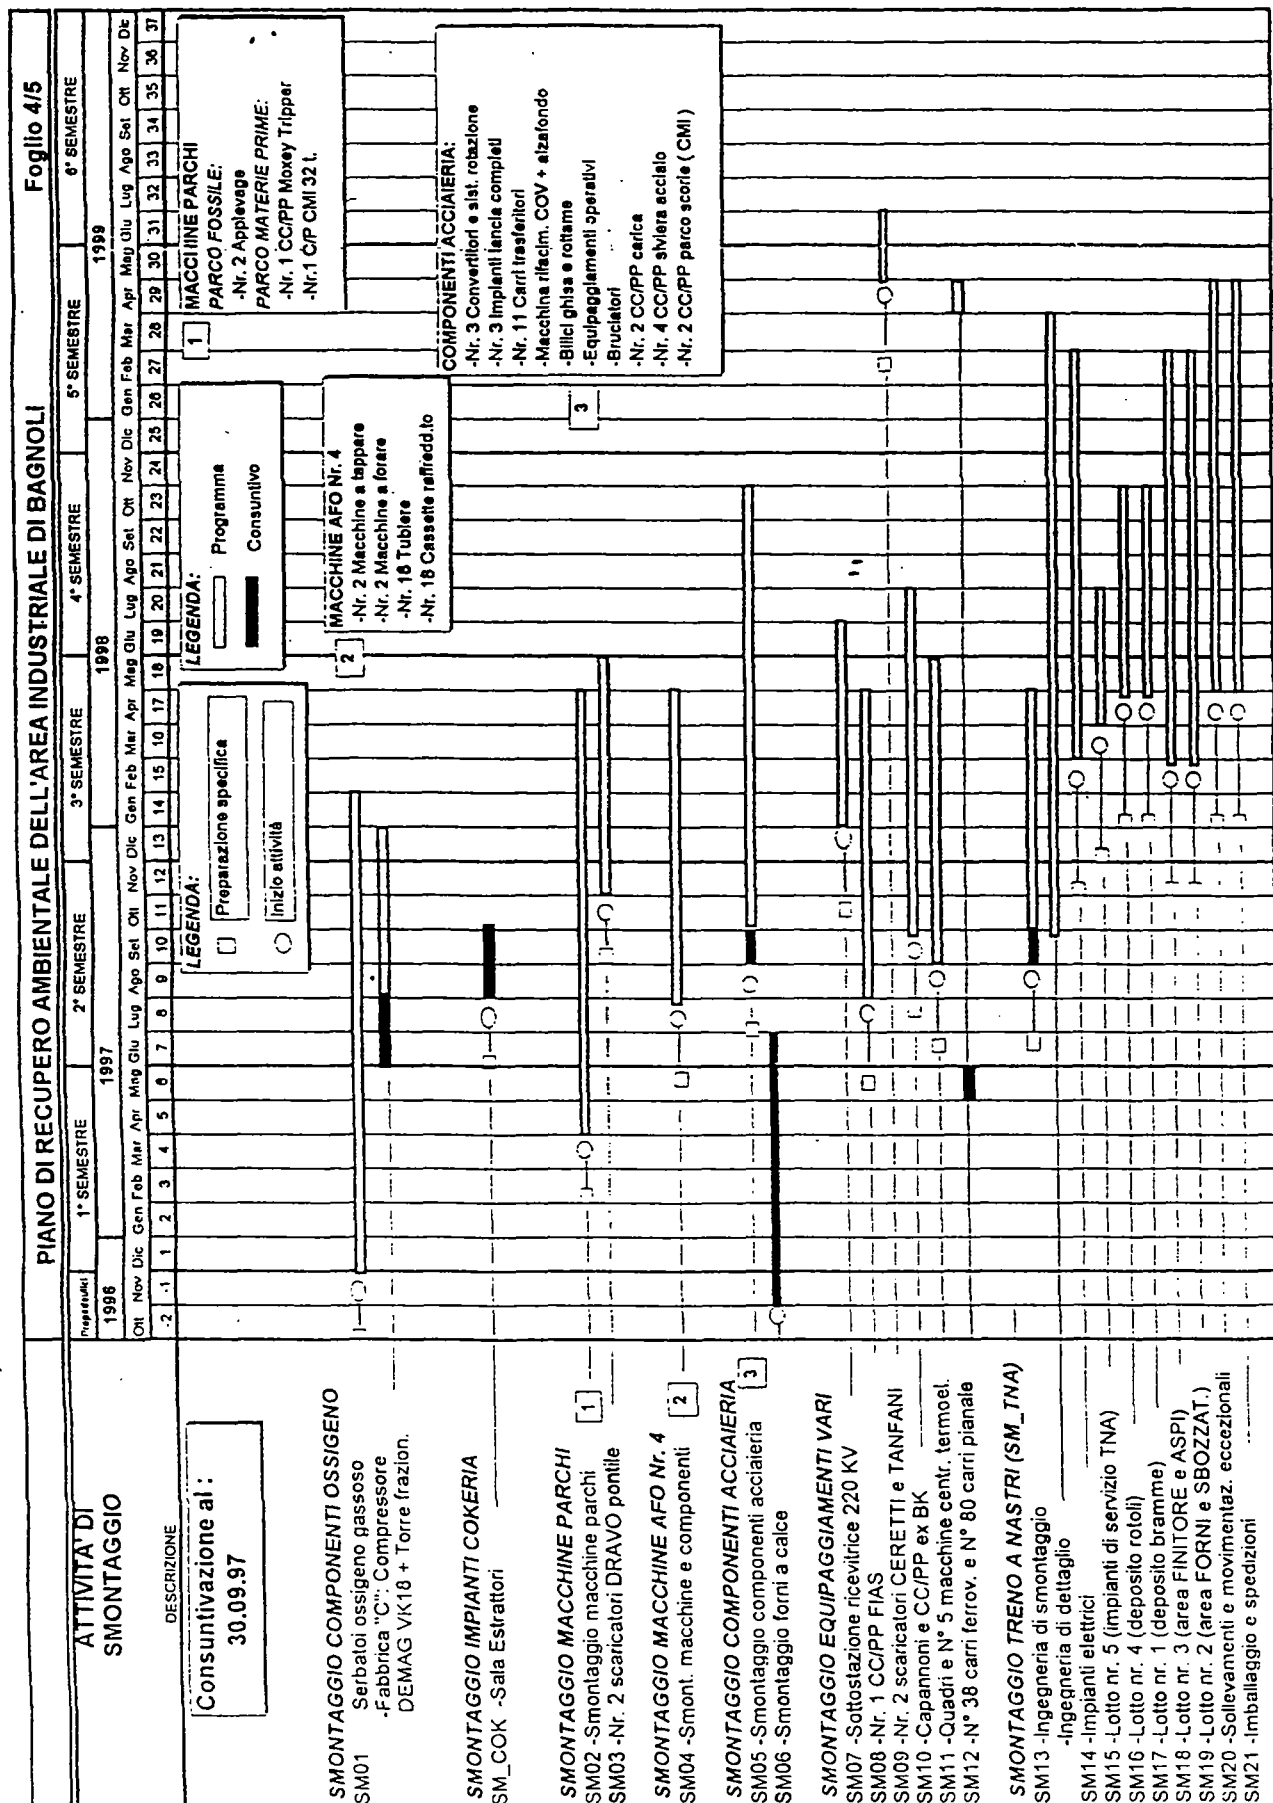 PIANO DI RECUPERO AMBIENTALE DELL'AREA INDUSTRIALE DI BAGNOLI
Foglio 4/5
ATTIVITA' DI
SMONTAGGIO
DESCRIZIONE
1° SEMESTRE 2° SEMESTRE 3° SEMESTRE 4° SEMESTRE 5° SEMESTRE 6° SEMESTRE
1996 1997 1998 1999
Ott Nov Dic Gen Feb Mar Apr Mag Giu Lug Ago Set Ott Nov Dic Gen Feb Mar Apr Mag Giu Lug Ago Set Ott Nov Dic Gen Feb Mar Apr Mag Giu Lug Ago Set Ott Nov Dic
-2 -1 1 2 3 4 5 6 7 8 9 10 11 12 13 14 15 10 17 18 19 20 21 22 23 24 25 26 27 28 29 30 31 32 33 34 35 36 37
Consuntivazione al :
30.09.97
LEGENDA:
Preparazione specifica
Inizio attività
LEGENDA:
Programma
Consuntivo
1
MACCHINE PARCHI
PARCO FOSSILE:
-Nr. 2 Applevage
PARCO MATERIE PRIME:
-Nr. 1 CC/PP Moxey Tripper
-Nr.1 C/P CMI 32 t.
2
MACCHINE AFO Nr. 4
-Nr. 2 Macchine a tappare
-Nr. 2 Macchine a forare
-Nr. 18 Tubiere
-Nr. 18 Cassette raffredd.to
3
COMPONENTI ACCIAIERIA:
-Nr. 3 Convertitori e sist. rotazione
-Nr. 3 Impianti lancia completi
-Nr. 11 Carri trasferitori
-Macchina rifacim. COV + alzafondo
-Bilici ghisa e rottame
-Equipaggiamenti operativi
-Bruciatori
-Nr. 2 CC/PP carica
-Nr. 4 CC/PP siviera acciaio
-Nr. 2 CC/PP parco scorie ( CMI )
SMONTAGGIO COMPONENTI OSSIGENO
SM01 Serbatoi ossigeno gassoso
-Fabbrica "C": Compressore
DEMAG VK18 + Torre frazion.
SMONTAGGIO IMPIANTI COKERIA
SM_COK -Sala Estrattori
SMONTAGGIO MACCHINE PARCHI
SM02 -Smontaggio macchine parchi 1
SM03 -Nr. 2 scaricatori DRAVO pontile
SMONTAGGIO MACCHINE AFO Nr. 4
SM04 -Smont. macchine e componenti 2
SMONTAGGIO COMPONENTI ACCIAIERIA
SM05 -Smontaggio componenti acciaieria 3
SM06 -Smontaggio forni a calce
SMONTAGGIO EQUIPAGGIAMENTI VARI
SM07 -Sottostazione ricevitrice 220 KV
SM08 -Nr. 1 CC/PP FIAS
SM09 -Nr. 2 scaricatori CERETTI e TANFANI
SM10 -Capannoni e CC/PP ex BK
SM11 -Quadri e N° 5 macchine centr. termoel.
SM12 -N° 38 carri ferrov. e N° 80 carri pianale
SMONTAGGIO TRENO A NASTRI (SM_TNA)
SM13 -Ingegneria di smontaggio
-Ingegneria di dettaglio
SM14 -Impianti elettrici
SM15 -Lotto nr. 5 (impianti di servizio TNA)
SM16 -Lotto nr. 4 (deposito rotoli)
SM17 -Lotto nr. 1 (deposito bramme)
SM18 -Lotto nr. 3 (area FINITORE e ASPI)
SM19 -Lotto nr. 2 (area FORNI e SBOZZAT.)
SM20 -Sollevamenti e movimentaz. eccezionali
SM21 -Imballaggio e spedizioni